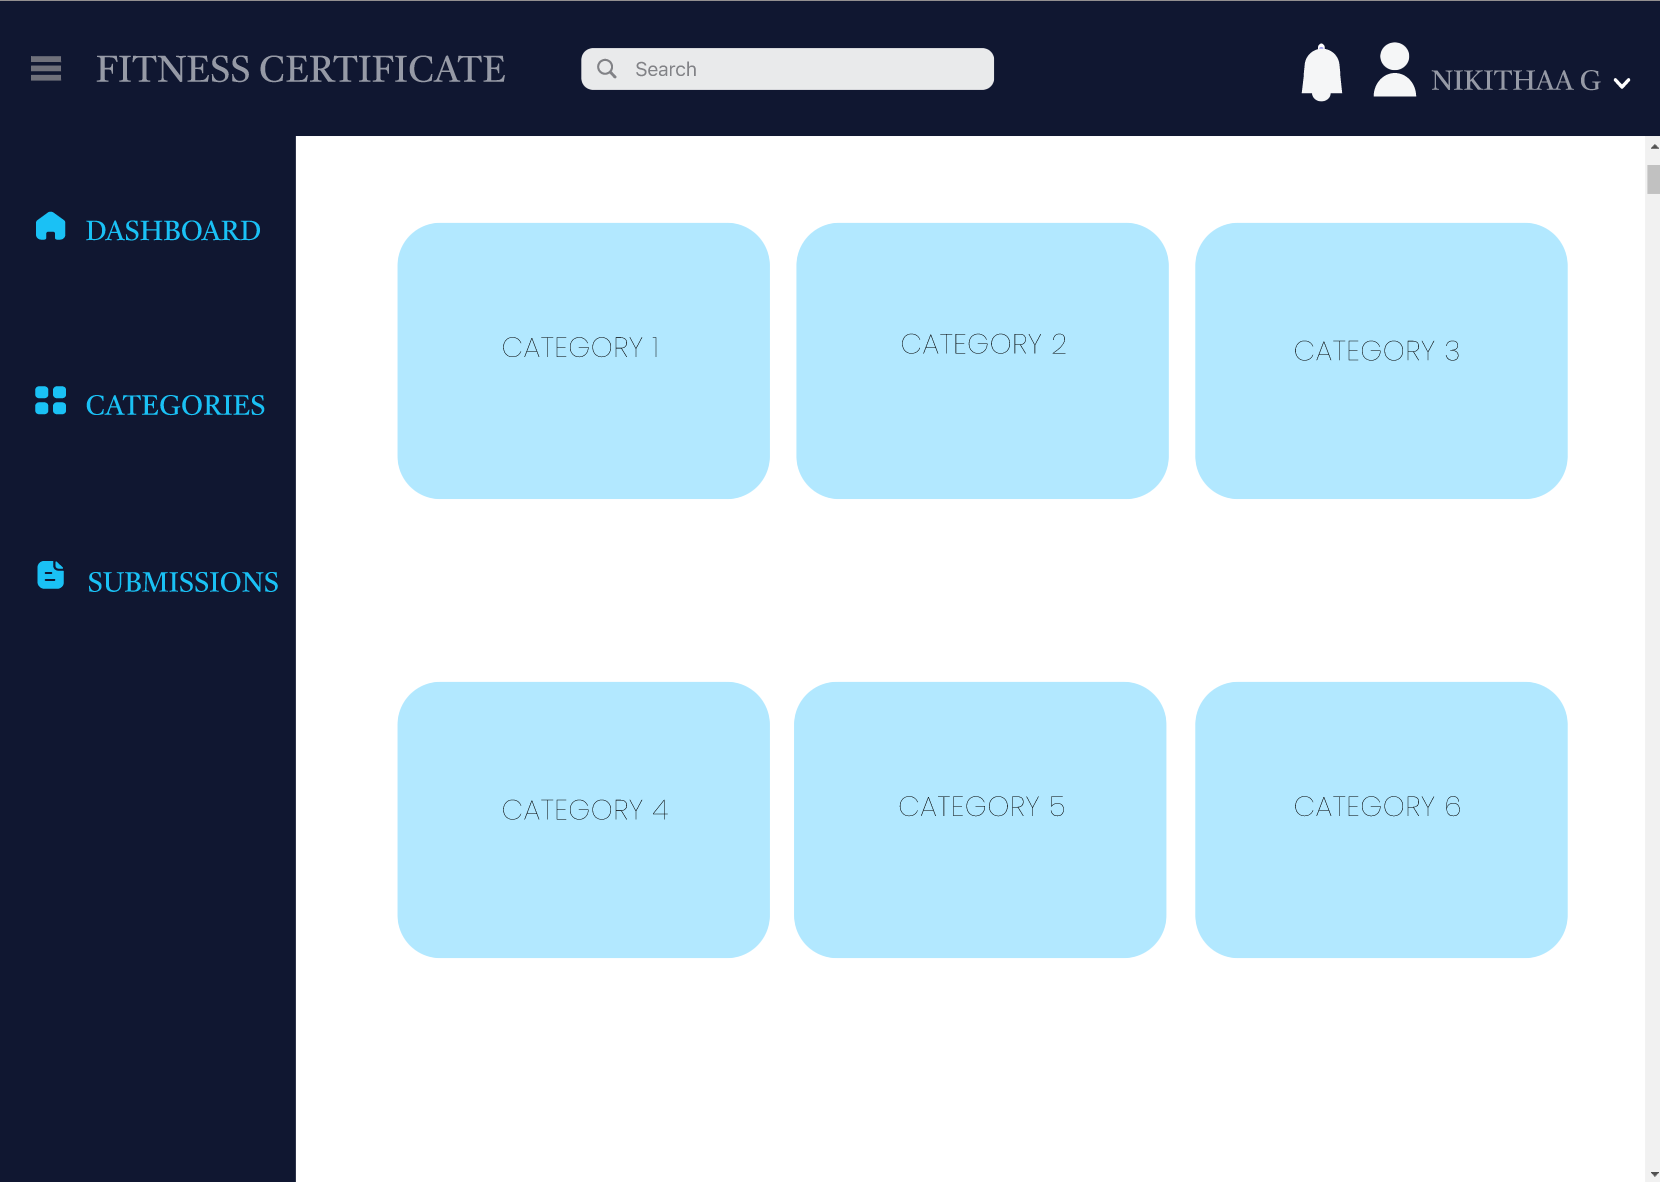 FITNESS CERTIFICATE
Search
NIKITHAA G
DASHBOARD
CATEGORIES
SUBMISSIONS
CATEGORY 1
CATEGORY 2
CATEGORY 3
CATEGORY 4
CATEGORY 5
CATEGORY 6